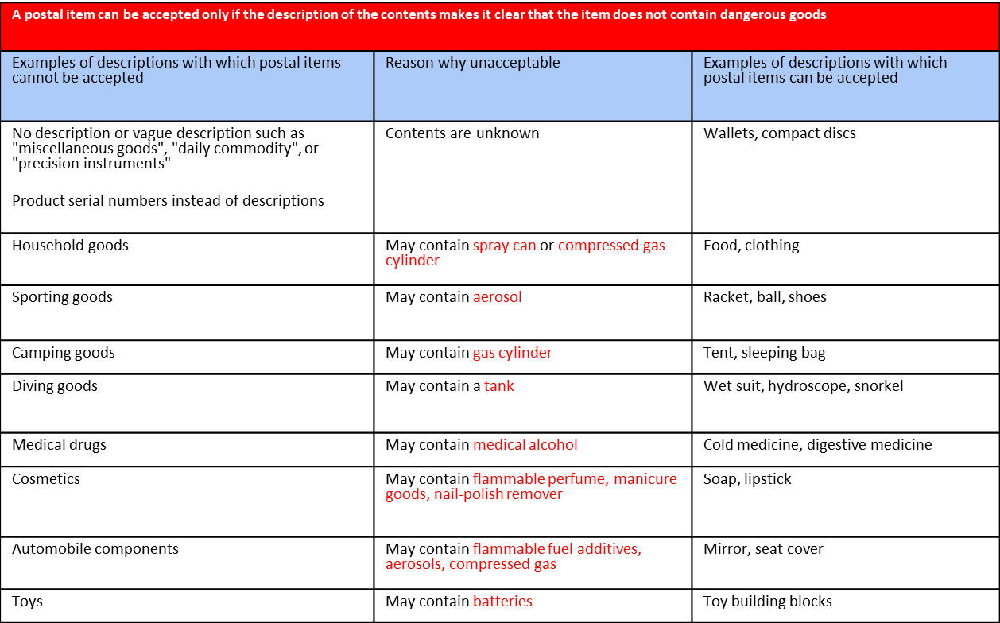 A postal item can be accepted only if the description of the contents makes it clear that the item does not contain dangerous goods
Examples of descriptions with which postal items
cannot be accepted
Reason why unacceptable
Examples of descriptions with which
postal items can be accepted
No description or vague description such as
"miscellaneous goods", "daily commodity", or
"precision instruments"
Product serial numbers instead of descriptions
Contents are unknown
Wallets, compact discs
Household goods
May contain spray can or compressed gas
cylinder
Food, clothing
Sporting goods
May contain aerosol
Racket, ball, shoes
Camping goods
May contain gas cylinder
Tent, sleeping bag
Diving goods
May contain a tank
Wet suit, hydroscope, snorkel
Medical drugs
May contain medical alcohol
Cold medicine, digestive medicine
Cosmetics
May contain flammable perfume, manicure
goods, nail-polish remover
Soap, lipstick
Automobile components
May contain flammable fuel additives,
aerosols, compressed gas
Mirror, seat cover
Toys
May contain batteries
Toy building blocks